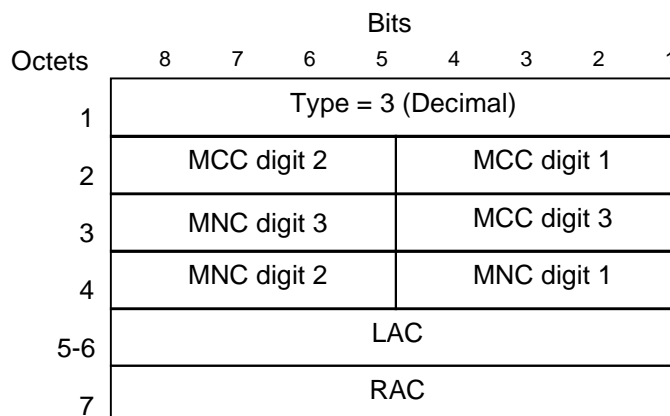 Bits
Octets 8 7 6 5 4 3 2 1
1 Type = 3 (Decimal)
2 MCC digit 2 MCC digit 1
3 MNC digit 3 MCC digit 3
4 MNC digit 2 MNC digit 1
5-6 LAC
7 RAC